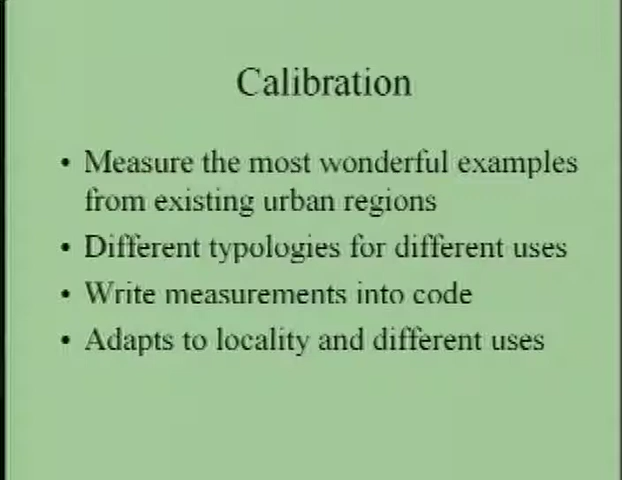 Calibration
• Measure the most wonderful examples
from existing urban regions
• Different typologies for different uses
• Write measurements into code
• Adapts to locality and different uses